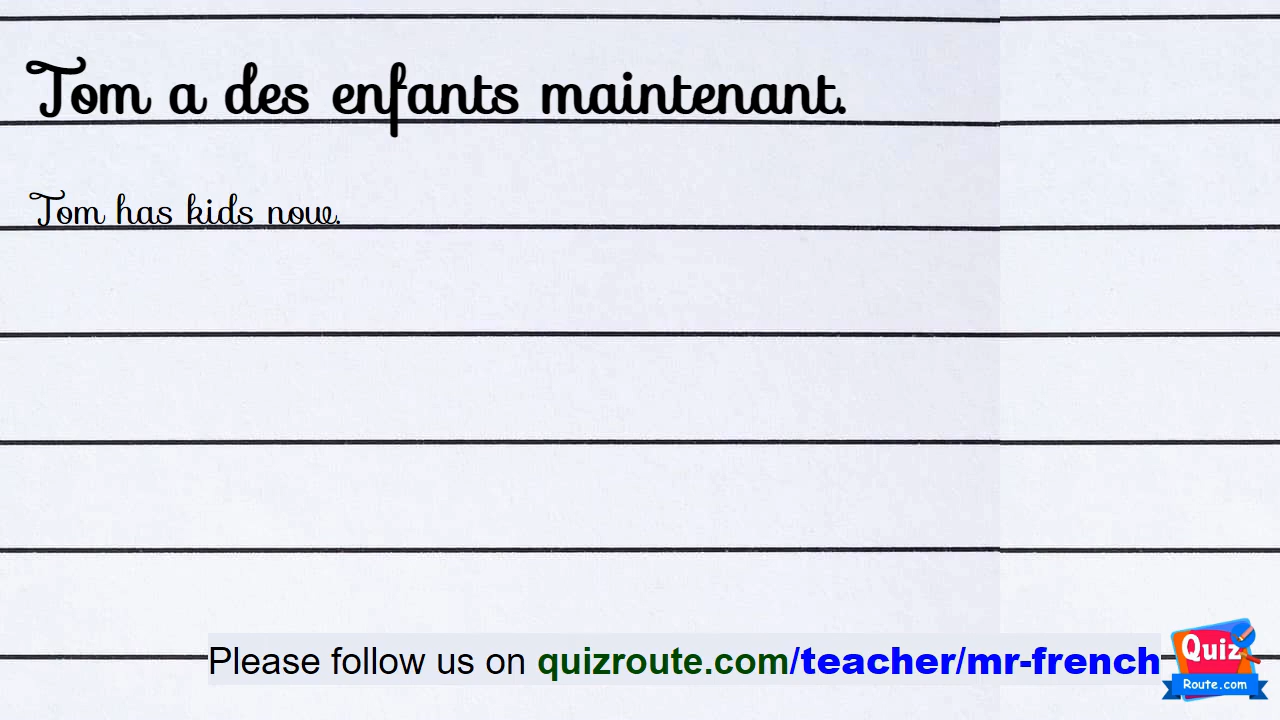 Tom a des enfants maintenant.
Tom has kids now.
Please follow us on quizroute.com/teacher/mr-french
Quiz
Route.com